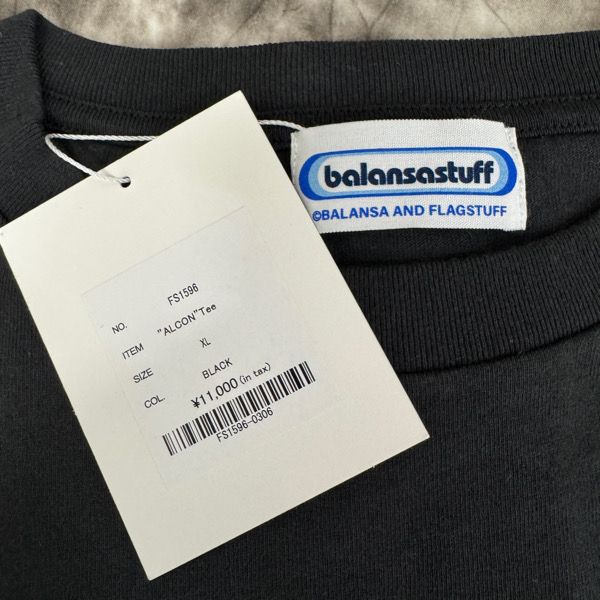 balansastuff
©BALANSA AND FLAGSTUFF
NO. FS1596
ITEM "ALCON"Tee
SIZE XL
COL. BLACK
¥11,000(in tax)
FS1596-0306